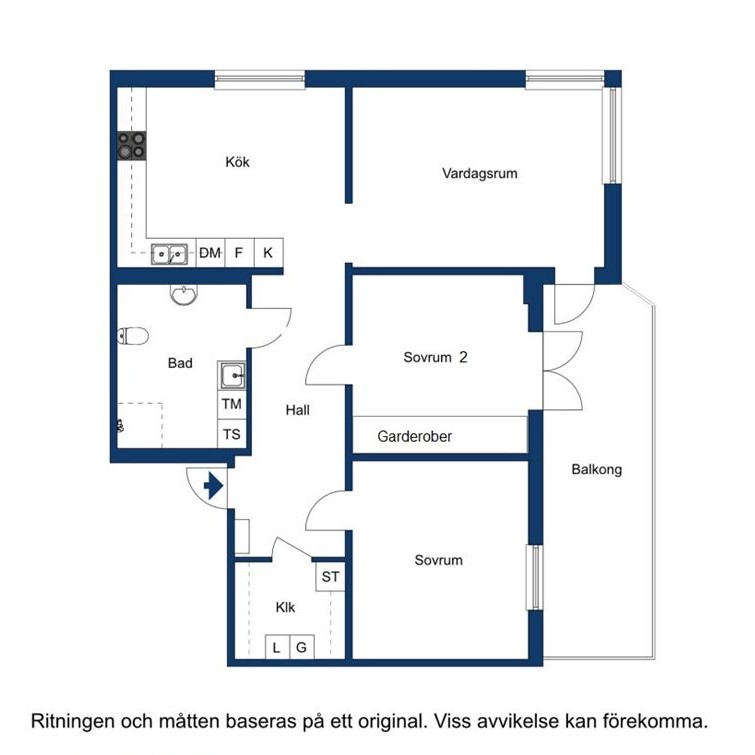 Kök
Vardagsrum
DM F K
Bad
Sovrum 2
TM
Hall
TS
Garderober
Balkong
Sovrum
ST
Klk
L G
Ritningen och måtten baseras på ett original. Viss avvikelse kan förekomma.